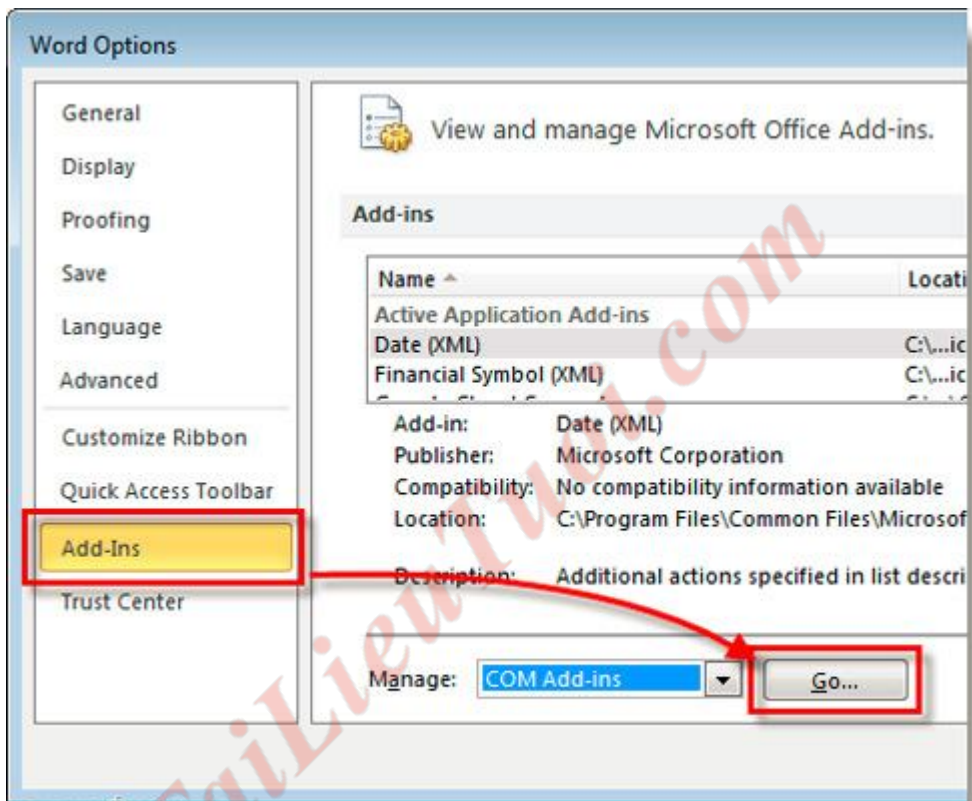 Word Options
General
Display
Proofing
Save
Language
Advanced
Customize Ribbon
Quick Access Toolbar
Add-Ins
Trust Center
View and manage Microsoft Office Add-ins.
Add-ins
Name Locati
Active Application Add-ins
Date (XML) C:\...ic
Financial Symbol (XML) C:\...ic
Add-in: Date (XML)
Publisher: Microsoft Corporation
Compatibility: No compatibility information available
Location: C:\Program Files\Common Files\Microsof
Description: Additional actions specified in list descri
Manage: COM Add-ins Go...
TaiLieuTuoi.com